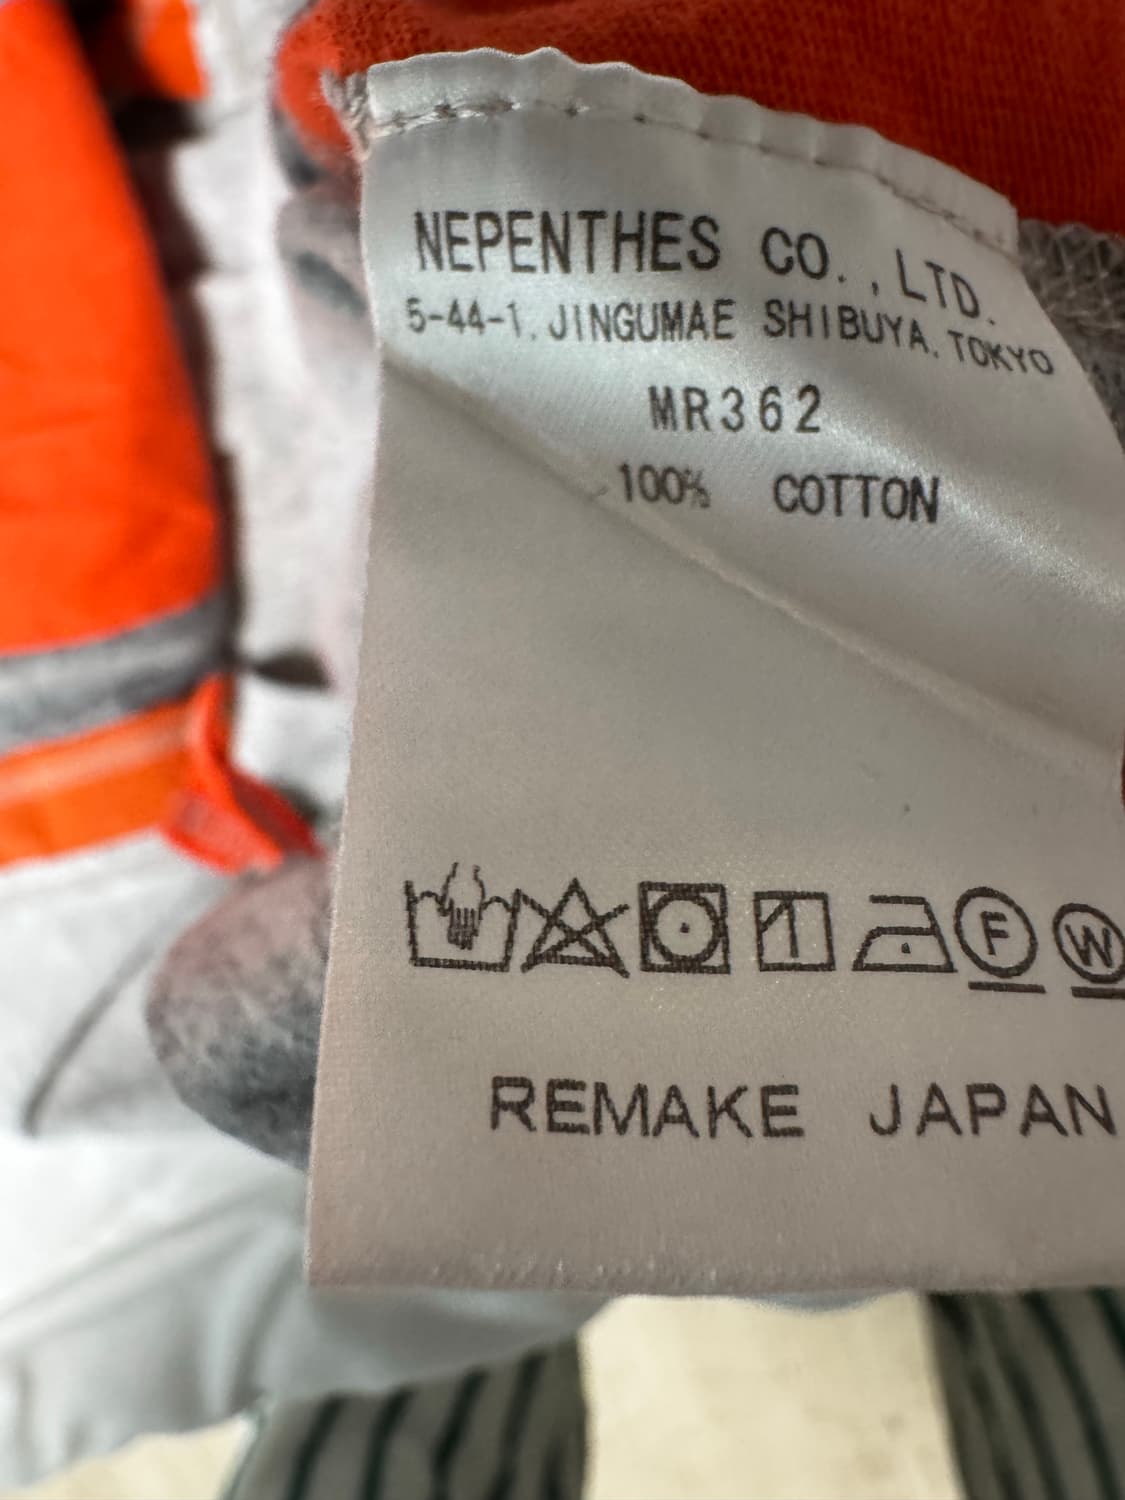 NEPENTHES CO., LTD.
5-44-1, JINGUMAE SHIBUYA, TOKYO
MR362
100% COTTON
F W
REMAKE JAPAN